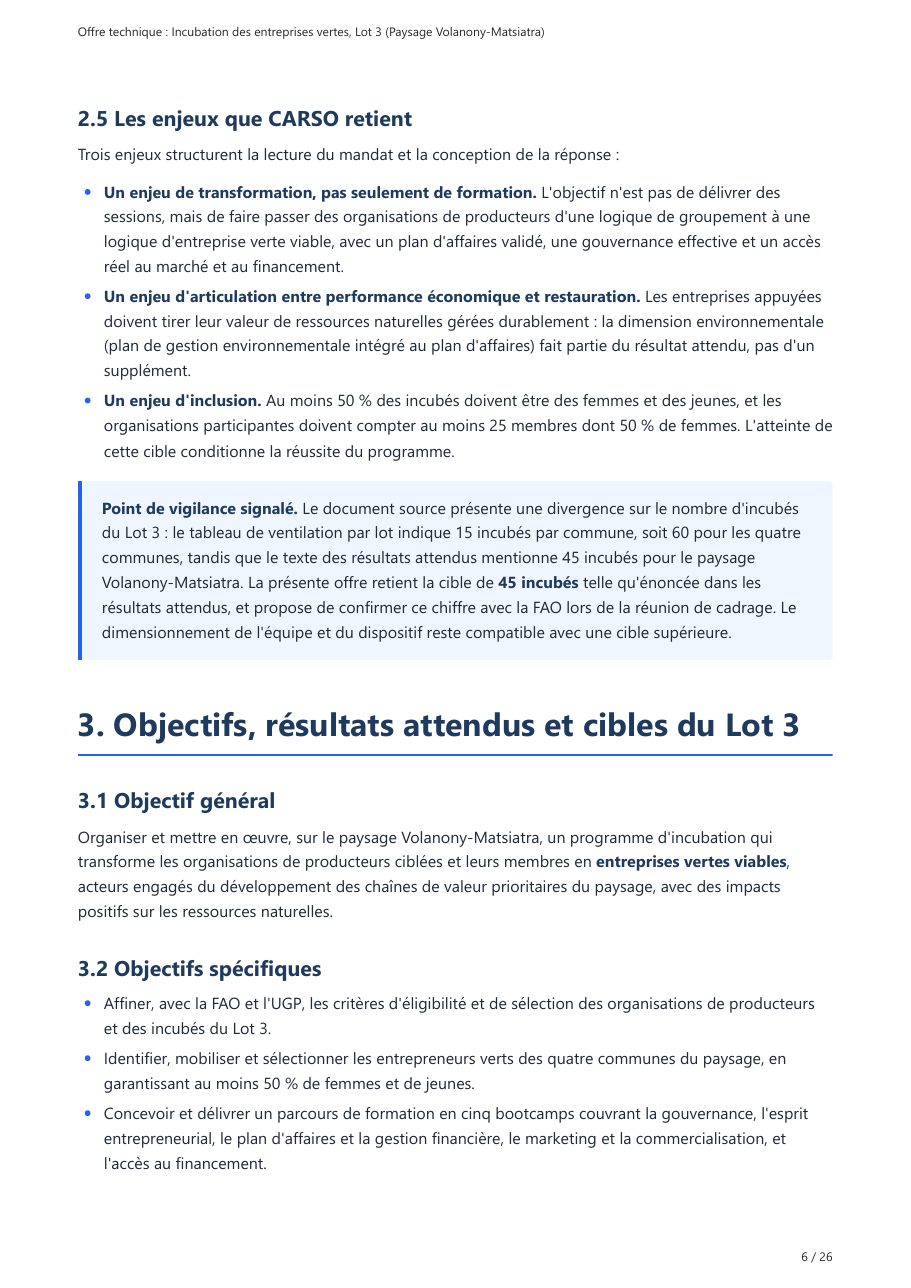 Offre technique : Incubation des entreprises vertes, Lot 3 (Paysage Volanony-Matsiatra)
2.5 Les enjeux que CARSO retient
Trois enjeux structurent la lecture du mandat et la conception de la réponse :
• Un enjeu de transformation, pas seulement de formation. L'objectif n'est pas de délivrer des
sessions, mais de faire passer des organisations de producteurs d'une logique de groupement à une
logique d'entreprise verte viable, avec un plan d'affaires validé, une gouvernance effective et un accès
réel au marché et au financement.
• Un enjeu d'articulation entre performance économique et restauration. Les entreprises appuyées
doivent tirer leur valeur de ressources naturelles gérées durablement : la dimension environnementale
(plan de gestion environnementale intégré au plan d'affaires) fait partie du résultat attendu, pas d'un
supplément.
• Un enjeu d'inclusion. Au moins 50 % des incubés doivent être des femmes et des jeunes, et les
organisations participantes doivent compter au moins 25 membres dont 50 % de femmes. L'atteinte de
cette cible conditionne la réussite du programme.
Point de vigilance signalé. Le document source présente une divergence sur le nombre d'incubés
du Lot 3 : le tableau de ventilation par lot indique 15 incubés par commune, soit 60 pour les quatre
communes, tandis que le texte des résultats attendus mentionne 45 incubés pour le paysage
Volanony-Matsiatra. La présente offre retient la cible de 45 incubés telle qu'énoncée dans les
résultats attendus, et propose de confirmer ce chiffre avec la FAO lors de la réunion de cadrage. Le
dimensionnement de l'équipe et du dispositif reste compatible avec une cible supérieure.
3. Objectifs, résultats attendus et cibles du Lot 3
3.1 Objectif général
Organiser et mettre en œuvre, sur le paysage Volanony-Matsiatra, un programme d'incubation qui
transforme les organisations de producteurs ciblées et leurs membres en entreprises vertes viables,
acteurs engagés du développement des chaînes de valeur prioritaires du paysage, avec des impacts
positifs sur les ressources naturelles.
3.2 Objectifs spécifiques
• Affiner, avec la FAO et l'UGP, les critères d'éligibilité et de sélection des organisations de producteurs
et des incubés du Lot 3.
• Identifier, mobiliser et sélectionner les entrepreneurs verts des quatre communes du paysage, en
garantissant au moins 50 % de femmes et de jeunes.
• Concevoir et délivrer un parcours de formation en cinq bootcamps couvrant la gouvernance, l'esprit
entrepreneurial, le plan d'affaires et la gestion financière, le marketing et la commercialisation, et
l'accès au financement.
6 / 26